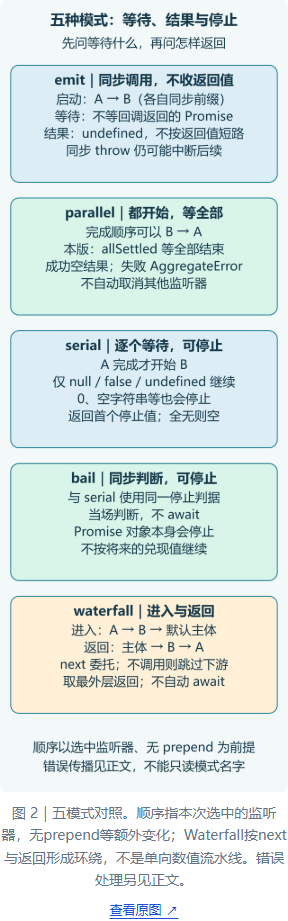 五种模式：等待、结果与停止
先问等待什么，再问怎样返回
emit｜同步调用，不收返回值
启动：A → B（各自同步前缀）
等待：不等回调返回的 Promise
结果：undefined，不按返回值短路
同步 throw 仍可能中断后续
parallel｜都开始，等全部
完成顺序可以 B → A
本版：allSettled 等全部结束
成功空结果；失败 AggregateError
不自动取消其他监听器
serial｜逐个等待，可停止
A 完成才开始 B
仅 null / false / undefined 继续
0、空字符串等也会停止
返回首个停止值；全无则空
bail｜同步判断，可停止
与 serial 使用同一停止判据
当场判断，不 await
Promise 对象本身会停止
不按将来的兑现值继续
waterfall｜进入与返回
进入：A → B → 默认主体
返回：主体 → B → A
next 委托；不调用则跳过下游
取最外层返回；不自动 await
顺序以选中监听器、无 prepend 为前提
错误传播见正文，不能只读模式名字
图 2｜五模式对照。顺序指本次选中的监听
器，无prepend等额外变化；Waterfall按next
与返回形成环绕，不是单向数值流水线。错误
处理另见正文。
查看原图 ↗